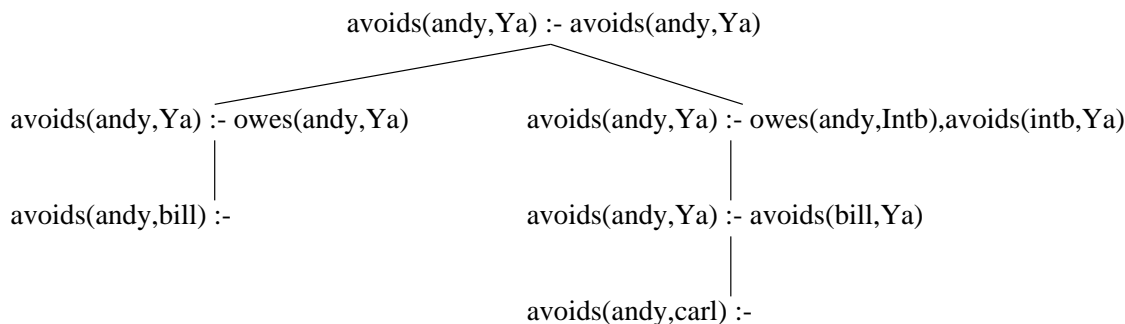 avoids(andy,Ya) :- avoids(andy,Ya)
avoids(andy,Ya) :- owes(andy,Ya)
avoids(andy,Ya) :- owes(andy,Intb),avoids(intb,Ya)
avoids(andy,bill) :-
avoids(andy,Ya) :- avoids(bill,Ya)
avoids(andy,carl) :-